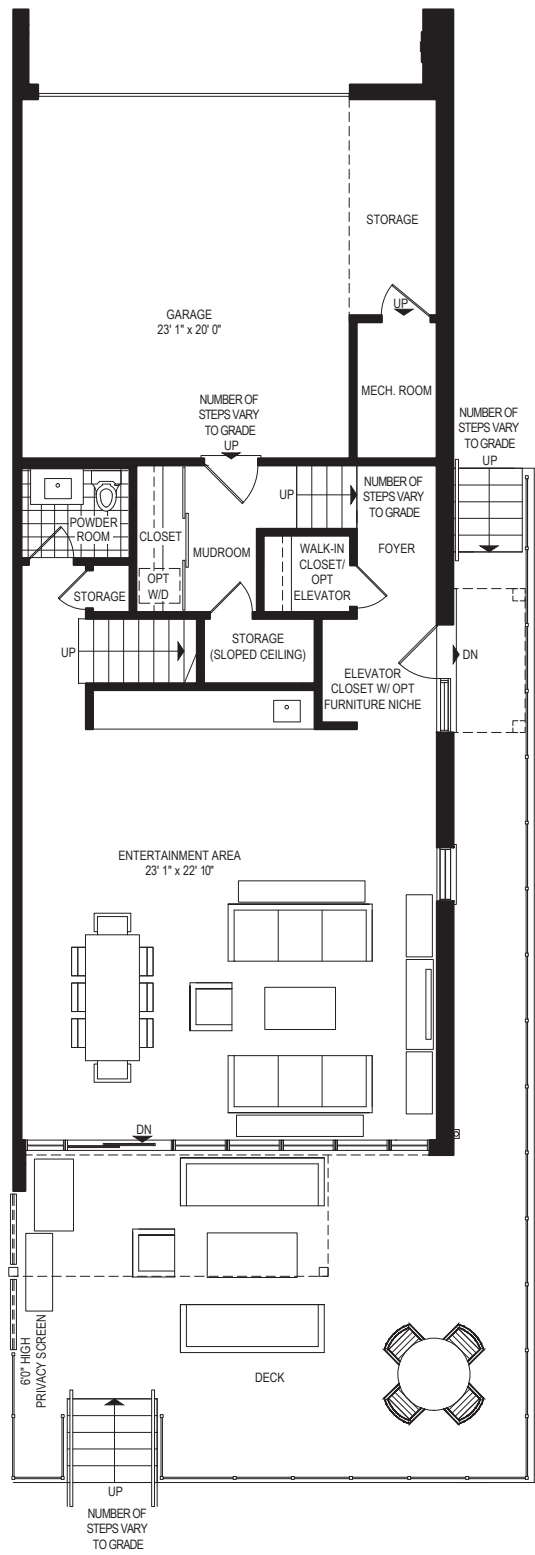 STORAGE
GARAGE
23' 1" x 20' 0"
UP
MECH. ROOM
NUMBER OF
STEPS VARY
TO GRADE
UP
NUMBER OF
STEPS VARY
TO GRADE
UP
POWDER
ROOM
CLOSET
OPT
W/D
MUDROOM
UP
NUMBER OF
STEPS VARY
TO GRADE
FOYER
WALK-IN
CLOSET/
OPT
ELEVATOR
STORAGE
UP
STORAGE
(SLOPED CEILING)
DN
ELEVATOR
CLOSET W/ OPT
FURNITURE NICHE
ENTERTAINMENT AREA
23' 1" x 22' 10"
DN
6'0" HIGH
PRIVACY SCREEN
DECK
UP
NUMBER OF
STEPS VARY
TO GRADE